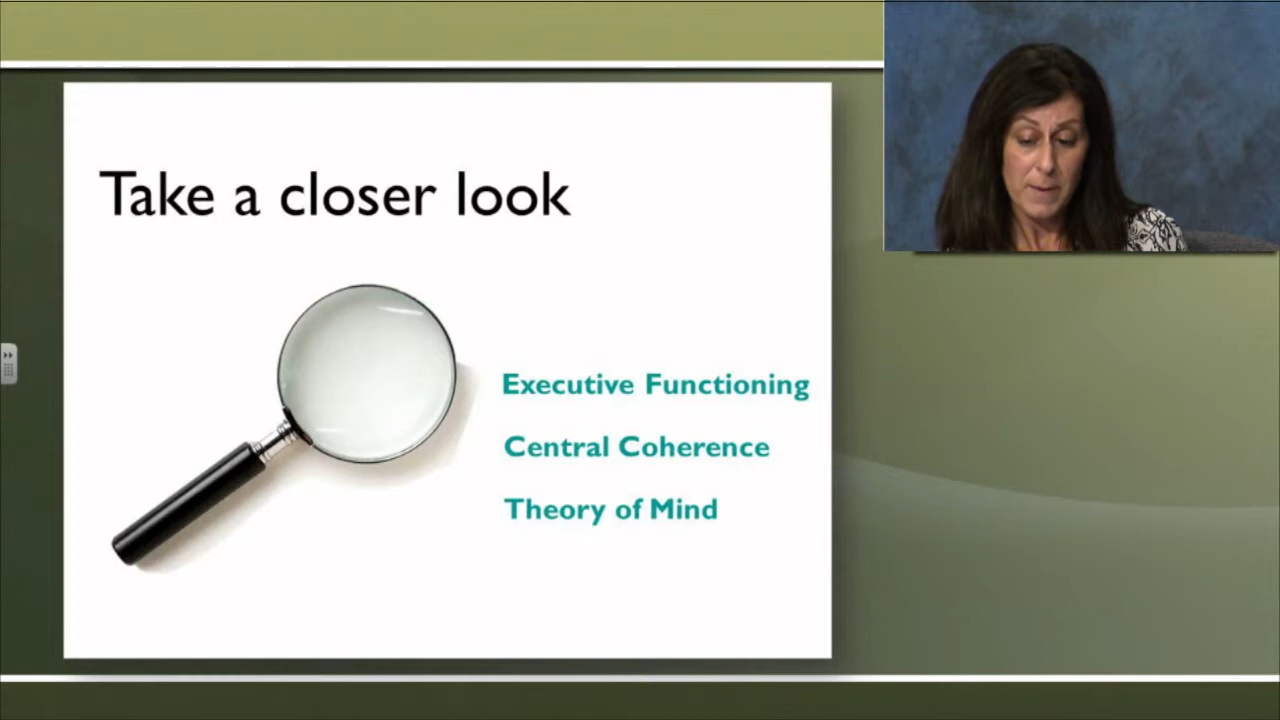 Take a closer look
Executive Functioning
Central Coherence
Theory of Mind